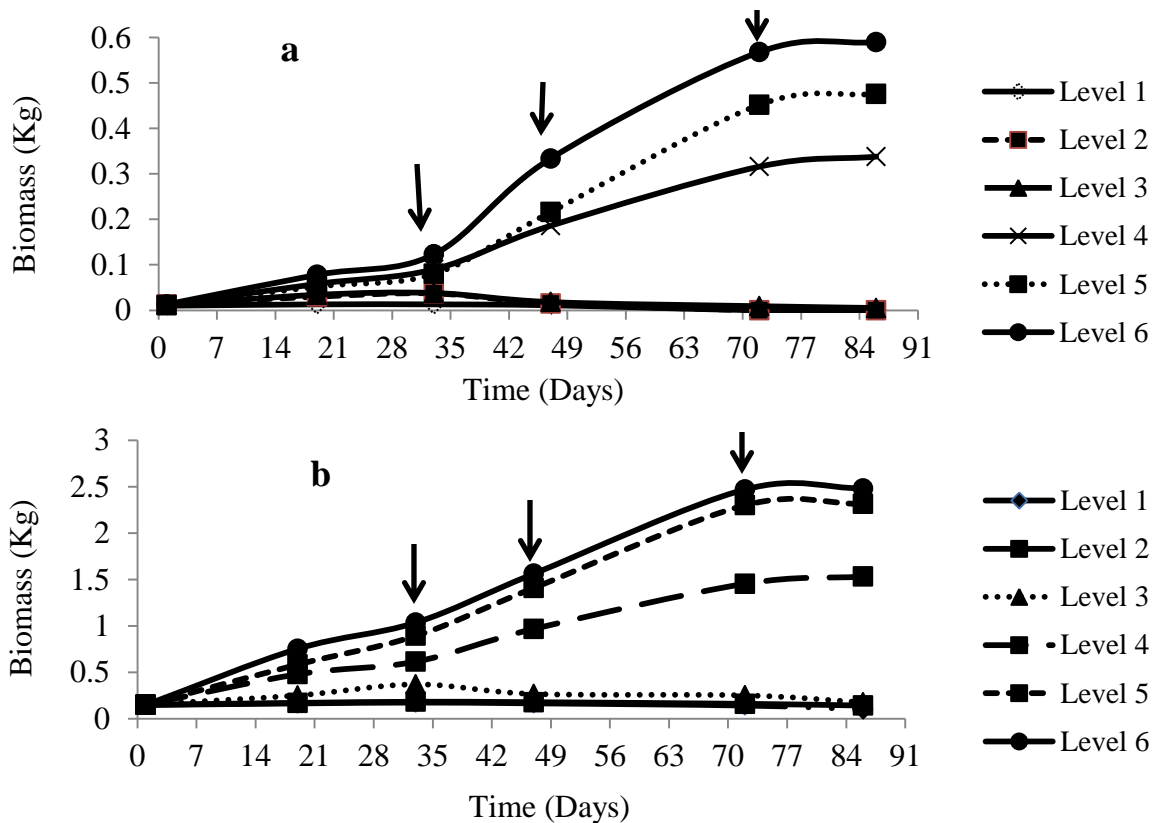 a
Biomass (Kg)
0.6
0.5
0.4
0.3
0.2
0.1
0
0 7 14 21 28 35 42 49 56 63 70 77 84 91
Time (Days)
Level 1
Level 2
Level 3
Level 4
Level 5
Level 6
b
Biomass (Kg)
3
2.5
2
1.5
1
0.5
0
0 7 14 21 28 35 42 49 56 63 70 77 84 91
Time (Days)
Level 1
Level 2
Level 3
Level 4
Level 5
Level 6